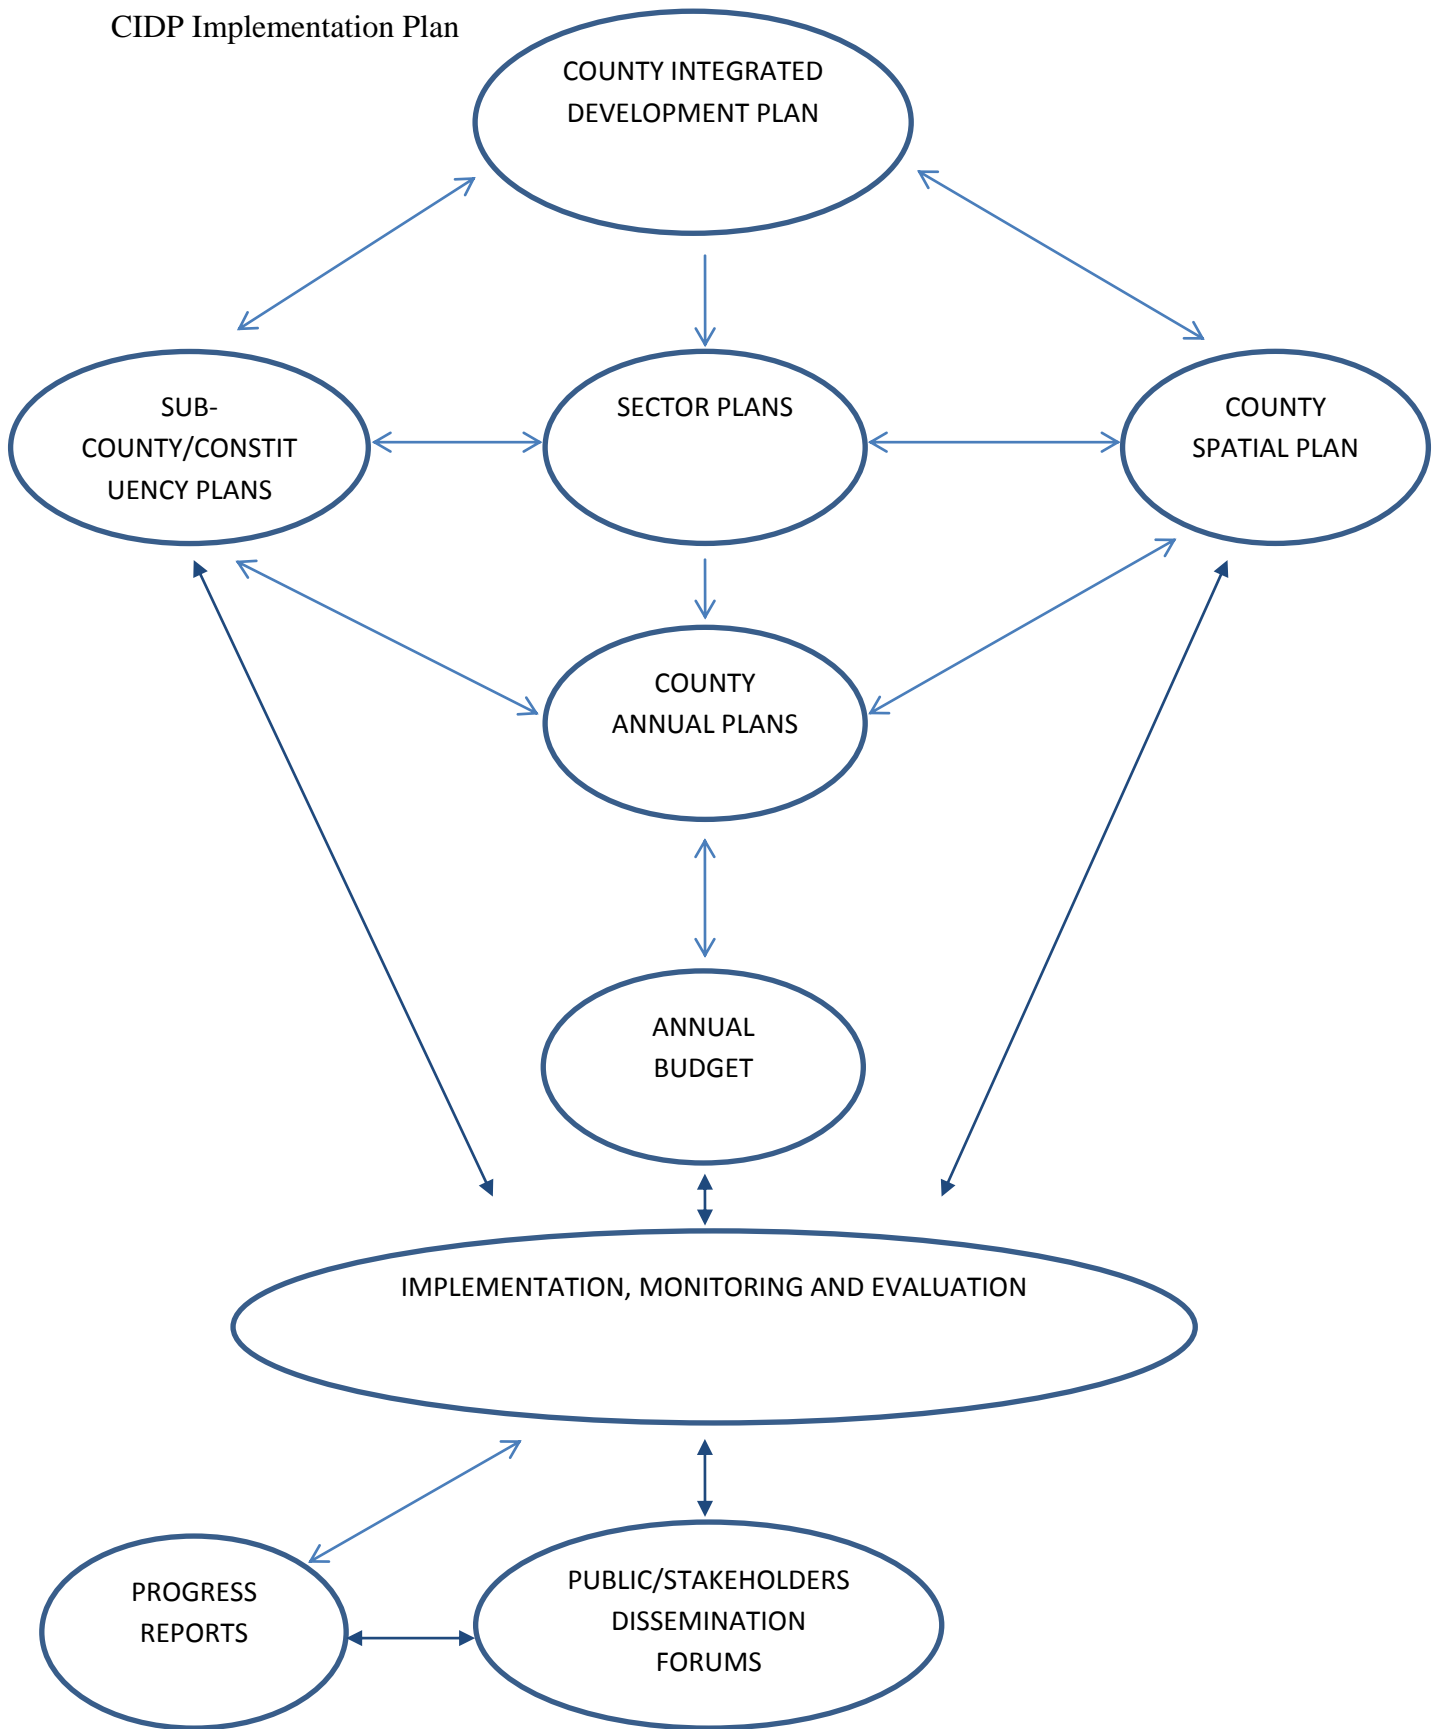 CIDP Implementation Plan
COUNTY INTEGRATED
DEVELOPMENT PLAN
SUB-
COUNTY/CONSTIT
UENCY PLANS
SECTOR PLANS
COUNTY
SPATIAL PLAN
COUNTY
ANNUAL PLANS
ANNUAL
BUDGET
IMPLEMENTATION, MONITORING AND EVALUATION
PROGRESS
REPORTS
PUBLIC/STAKEHOLDERS
DISSEMINATION
FORUMS